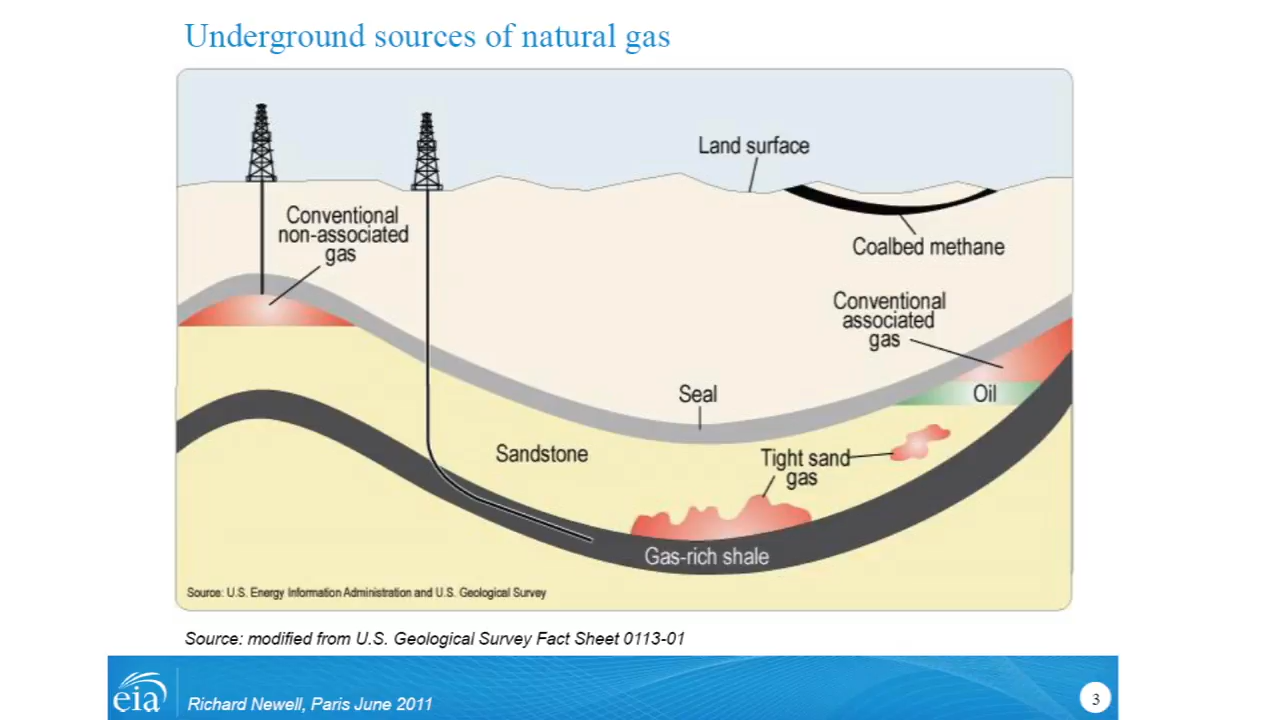 Underground sources of natural gas
Land surface
Conventional
non-associated
gas
Coalbed methane
Conventional
associated
gas
Seal
Oil
Sandstone
Tight sand
gas
Gas-rich shale
Source: U.S. Energy Information Administration and U.S. Geological Survey
Source: modified from U.S. Geological Survey Fact Sheet 0113-01
eia
Richard Newell, Paris June 2011
3